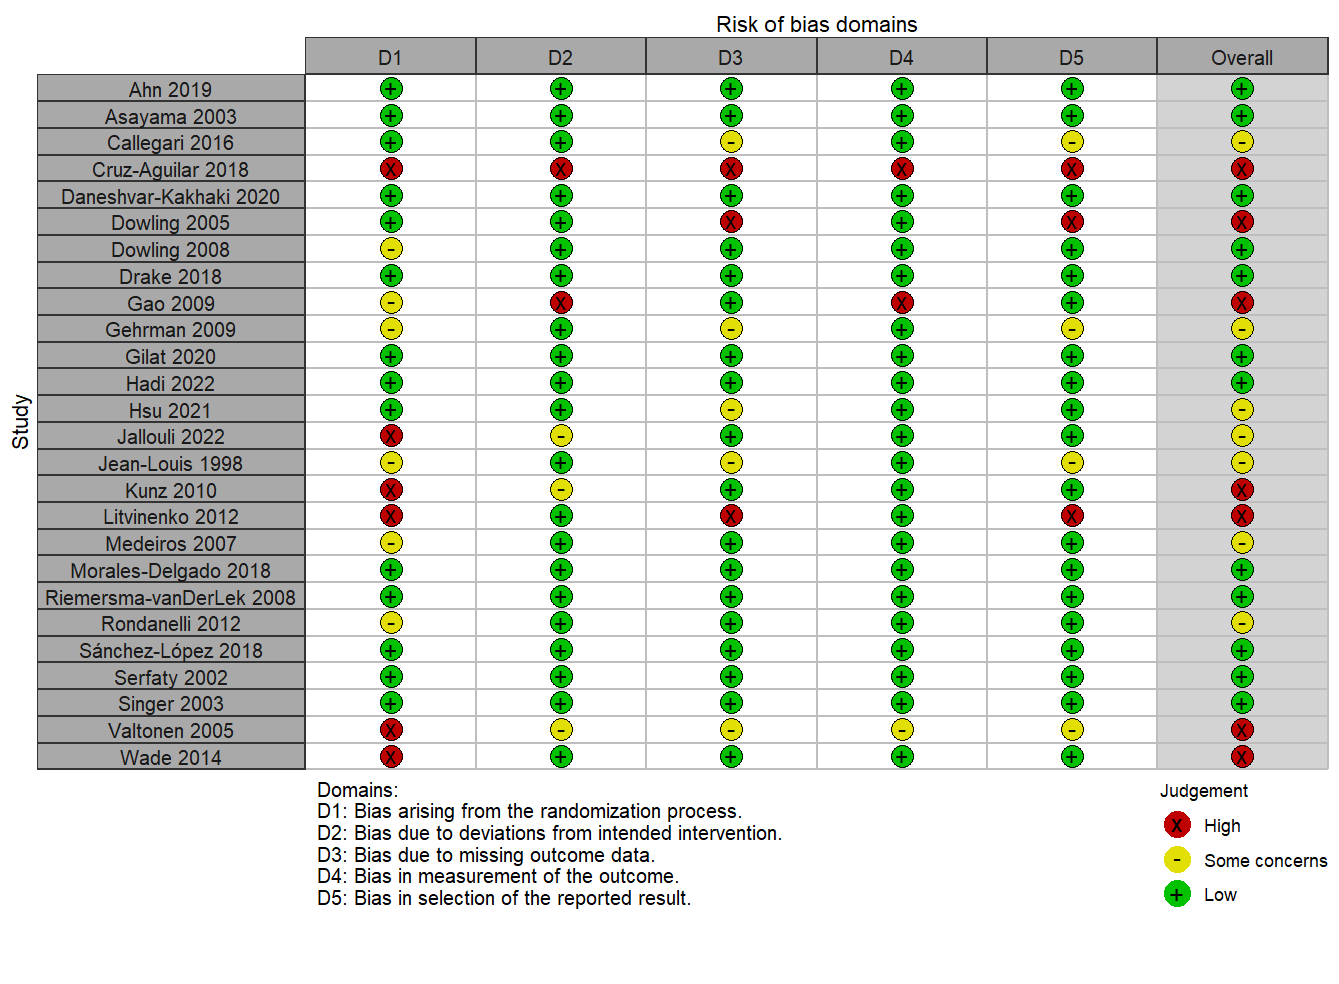 Risk of bias domains
D1 D2 D3 D4 D5 Overall
Study
Ahn 2019 + + + + + +
Asayama 2003 + + + + + +
Callegari 2016 + + - + - -
Cruz-Aguilar 2018 X X X X X X
Daneshvar-Kakhaki 2020 + + + + + +
Dowling 2005 + + X + X X
Dowling 2008 - + + + + +
Drake 2018 + + + + + +
Gao 2009 - X + X + X
Gehrman 2009 - + - + - -
Gilat 2020 + + + + + +
Hadi 2022 + + + + + +
Hsu 2021 + + - + + -
Jallouli 2022 X - + + + -
Jean-Louis 1998 - + - + - -
Kunz 2010 X - + + + X
Litvinenko 2012 X + X + X X
Medeiros 2007 - + + + + -
Morales-Delgado 2018 + + + + + +
Riemersma-vanDerLek 2008 + + + + + +
Rondanelli 2012 - + + + + -
Sánchez-López 2018 + + + + + +
Serfaty 2002 + + + + + +
Singer 2003 + + + + + +
Valtonen 2005 X - - - - X
Wade 2014 X + + + + X
Domains:
D1: Bias arising from the randomization process.
D2: Bias due to deviations from intended intervention.
D3: Bias due to missing outcome data.
D4: Bias in measurement of the outcome.
D5: Bias in selection of the reported result.
Judgement
X High
- Some concerns
+ Low